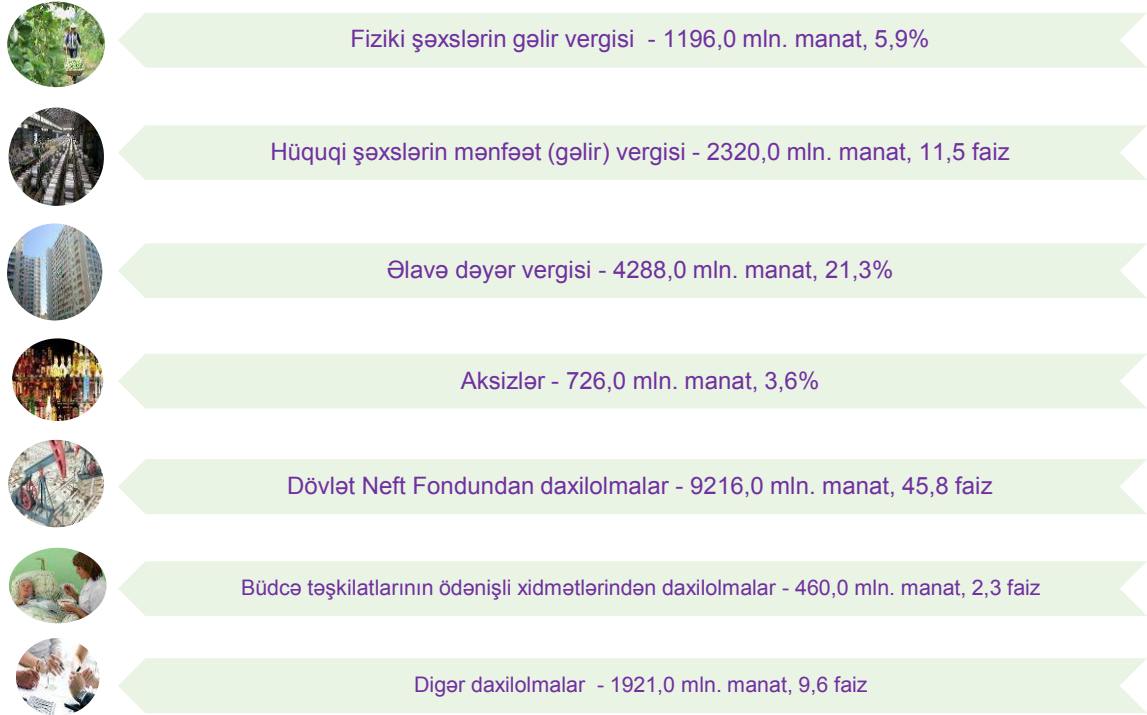 Fiziki şəxslərin gəlir vergisi - 1196,0 mln. manat, 5,9%
Hüquqi şəxslərin mənfəət (gəlir) vergisi - 2320,0 mln. manat, 11,5 faiz
Əlavə dəyər vergisi - 4288,0 mln. manat, 21,3%
Aksizlər - 726,0 mln. manat, 3,6%
Dövlət Neft Fondundan daxilolmalar - 9216,0 mln. manat, 45,8 faiz
Büdcə təşkilatlarının ödənişli xidmətlərindən daxilolmalar - 460,0 mln. manat, 2,3 faiz
Digər daxilolmalar - 1921,0 mln. manat, 9,6 faiz